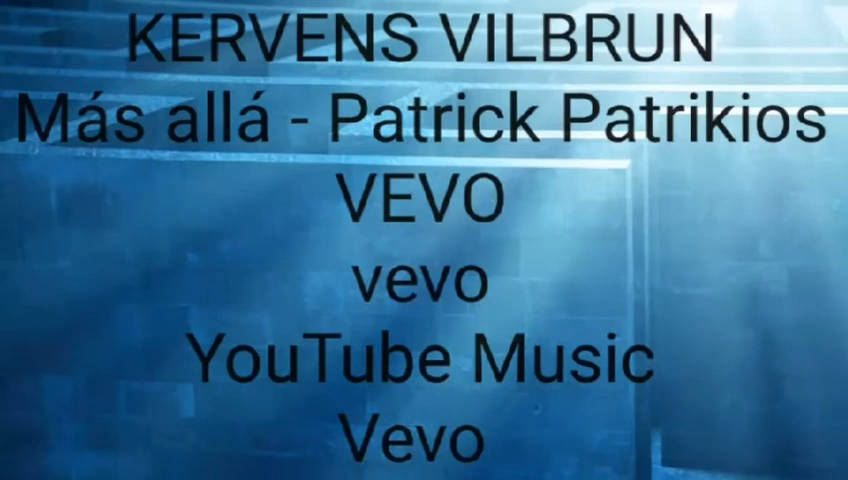 KERVENS VILBRUN
Más allá - Patrick Patrikios
VEVO
vevo
YouTube Music
Vevo